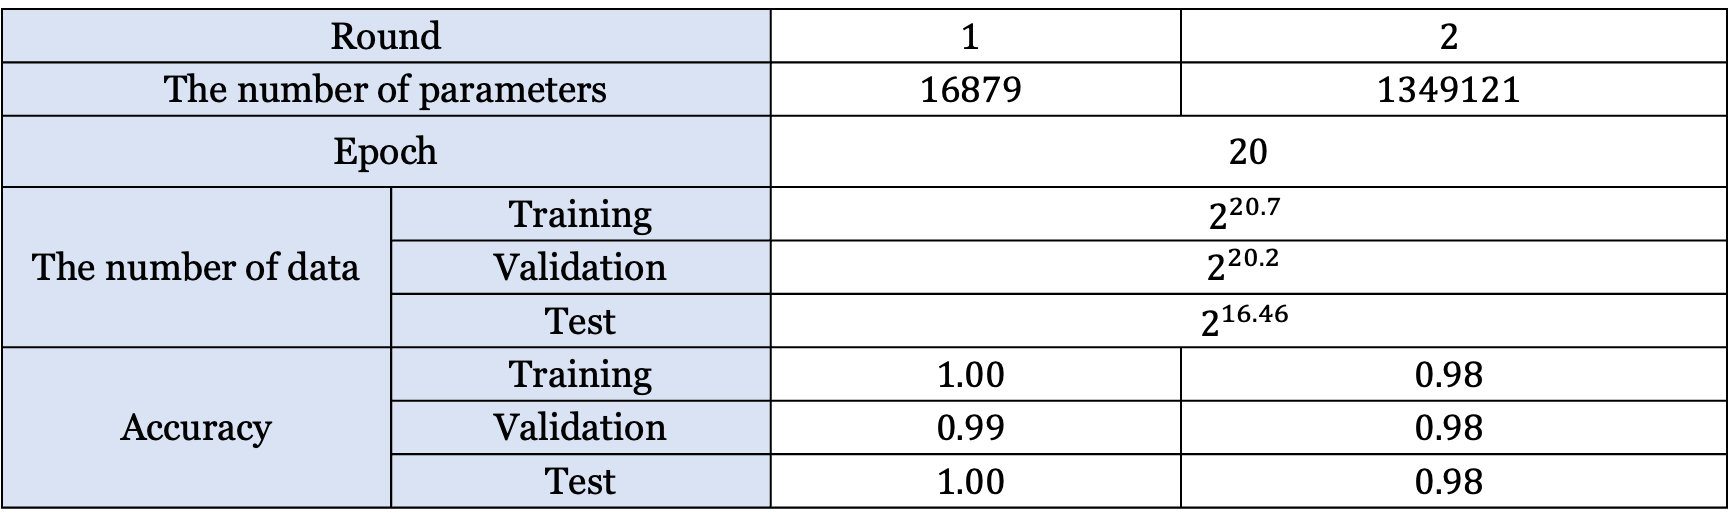 Round 1 2
The number of parameters 16879 1349121
Epoch 20
The number of data Training 2^20.7
Validation 2^20.2
Test 2^16.46
Accuracy Training 1.00 0.98
Validation 0.99 0.98
Test 1.00 0.98